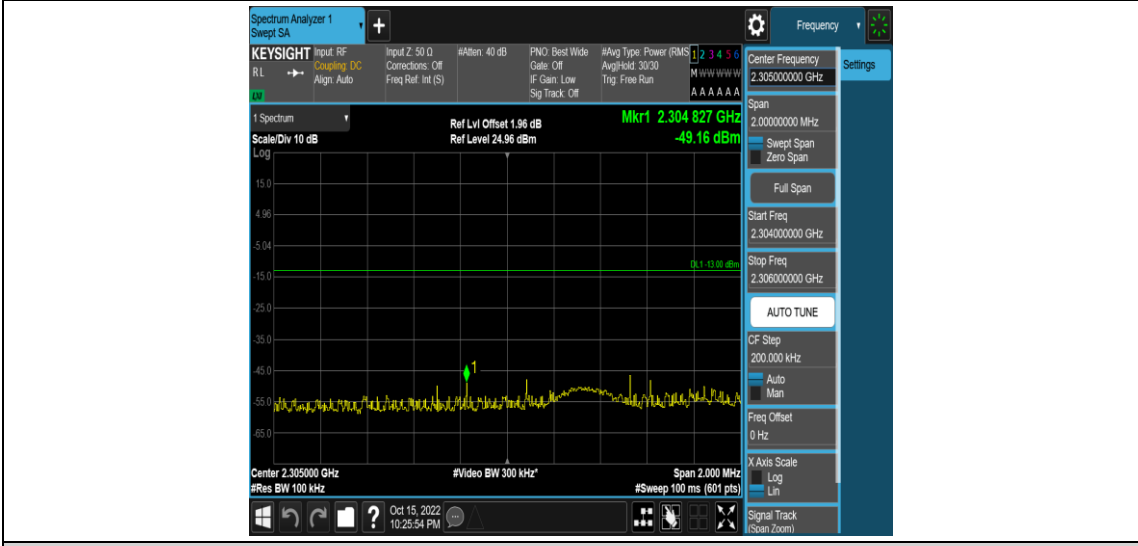 Spectrum Analyzer 1
Swept SA
+
Frequency
KEYSIGHT
RL
Input: RF
Coupling: DC
Align: Auto
Input Z: 50 Ω
Corrections: Off
Freq Ref: Int (S)
#Atten: 40 dB
PNO: Best Wide
Gate: Off
IF Gain: Low
Sig Track: Off
#Avg Type: Power (RMS
Avg|Hold: 30/30
Trig: Free Run
1 2 3 4 5 6
M W W W W W
A A A A A A
1 Spectrum
Scale/Div 10 dB
Log
Ref Lvl Offset 1.96 dB
Ref Level 24.96 dBm
Mkr1 2.304 827 GHz
-49.16 dBm
15.0
4.96
-5.04
DL1 -13.00 dBm
-15.0
-25.0
-35.0
-45.0
1
-55.0
-65.0
Center 2.305000 GHz
#Video BW 300 kHz*
Span 2.000 MHz
#Res BW 100 kHz
#Sweep 100 ms (601 pts)
?
Oct 15, 2022
10:25:54 PM
Center Frequency
2.305000000 GHz
Settings
Span
2.00000000 MHz
Swept Span
Zero Span
Full Span
Start Freq
2.304000000 GHz
Stop Freq
2.306000000 GHz
AUTO TUNE
CF Step
200.000 kHz
Auto
Man
Freq Offset
0 Hz
X Axis Scale
Log
Lin
Signal Track
(Span Zoom)